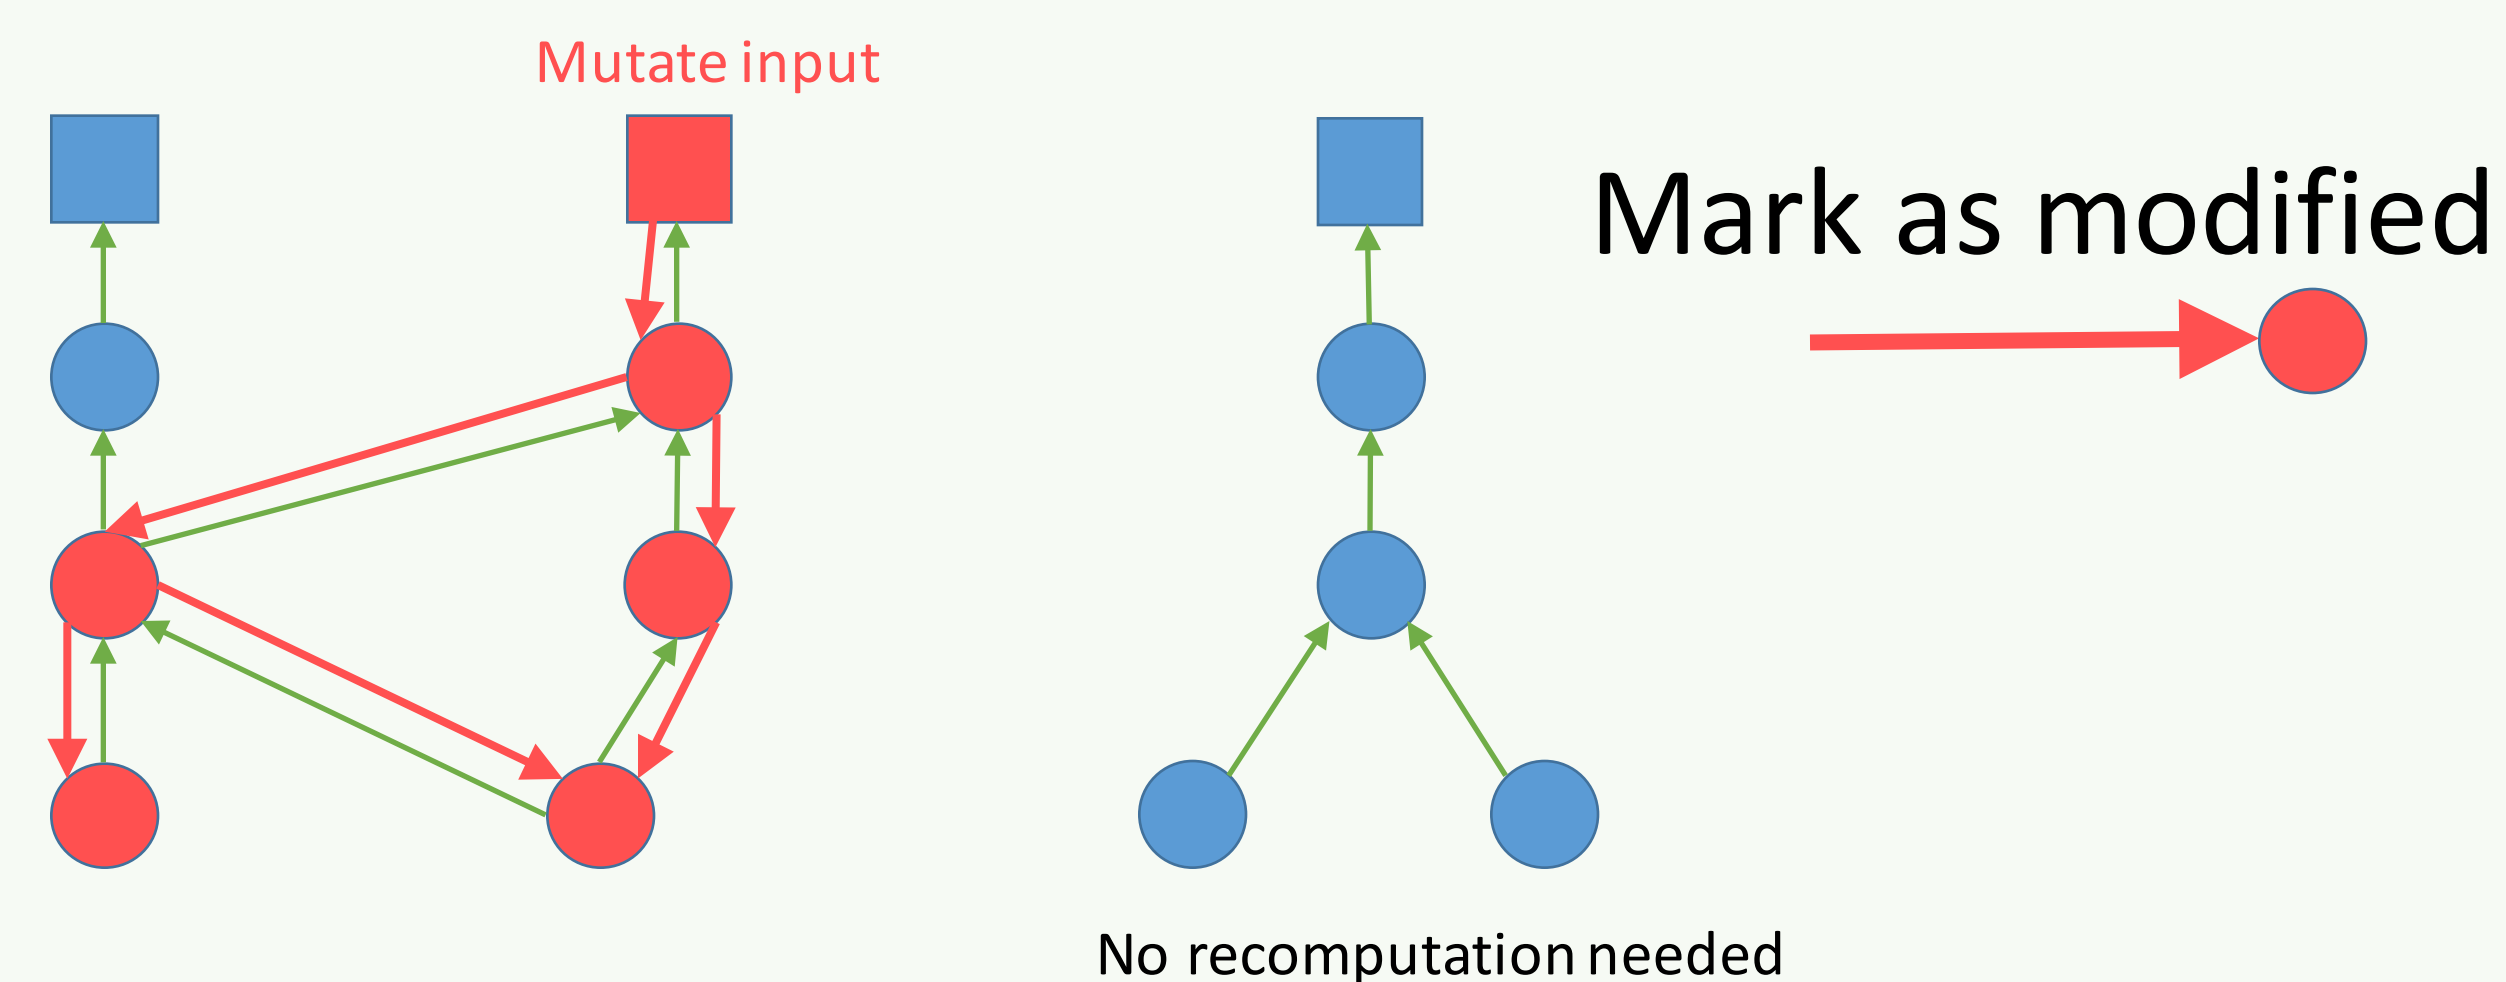 Mutate input
Mark as modified
No recomputation needed